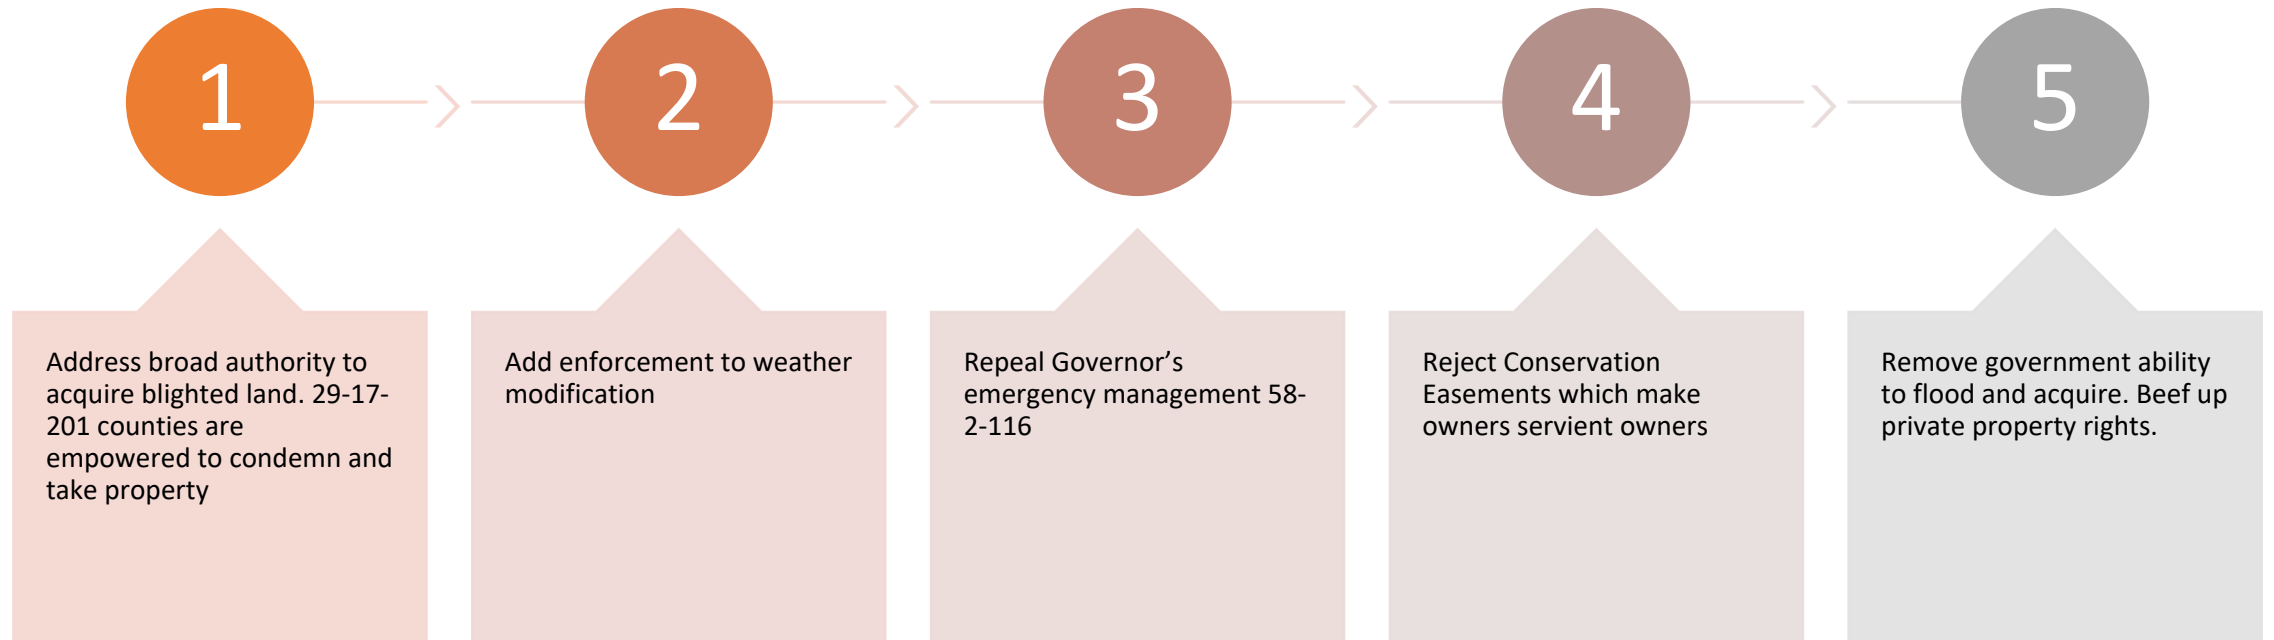 1
2
3
4
5
Address broad authority to
acquire blighted land. 29-17-
201 counties are
empowered to condemn and
take property
Add enforcement to weather
modification
Repeal Governor’s
emergency management 58-
2-116
Reject Conservation
Easements which make
owners servient owners
Remove government ability
to flood and acquire. Beef up
private property rights.